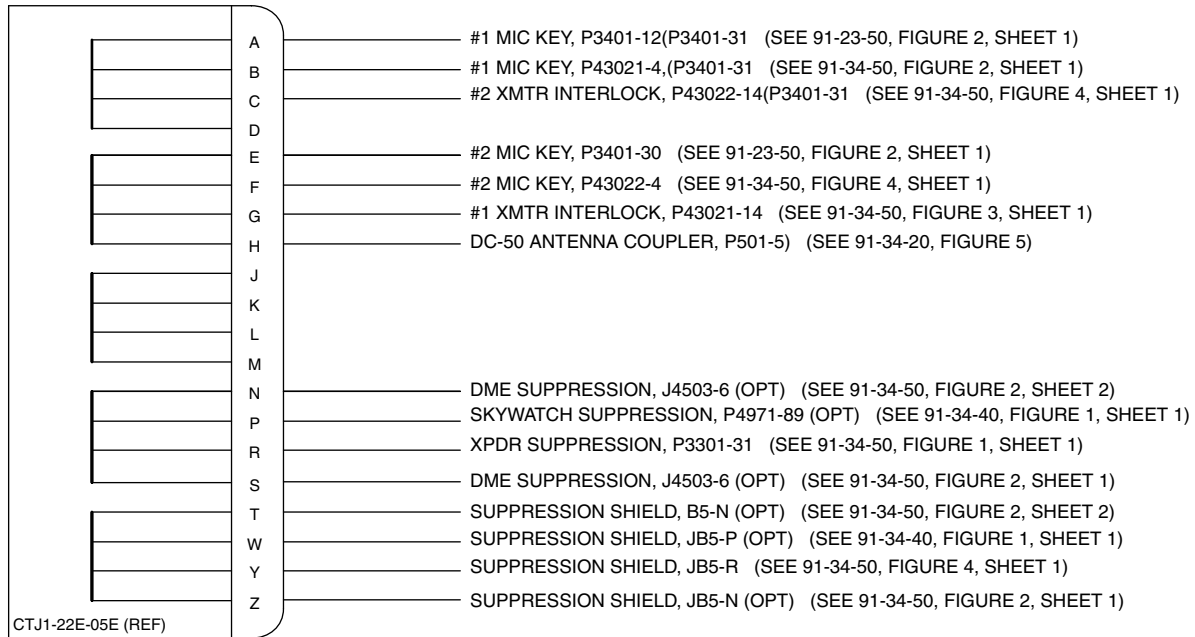 A #1 MIC KEY, P3401-12(P3401-31 (SEE 91-23-50, FIGURE 2, SHEET 1)
B #1 MIC KEY, P43021-4,(P3401-31 (SEE 91-34-50, FIGURE 2, SHEET 1)
C #2 XMTR INTERLOCK, P43022-14(P3401-31 (SEE 91-34-50, FIGURE 4, SHEET 1)
D
E #2 MIC KEY, P3401-30 (SEE 91-23-50, FIGURE 2, SHEET 1)
F #2 MIC KEY, P43022-4 (SEE 91-34-50, FIGURE 4, SHEET 1)
G #1 XMTR INTERLOCK, P43021-14 (SEE 91-34-50, FIGURE 3, SHEET 1)
H DC-50 ANTENNA COUPLER, P501-5) (SEE 91-34-20, FIGURE 5)
J
K
L
M
N DME SUPPRESSION, J4503-6 (OPT) (SEE 91-34-50, FIGURE 2, SHEET 2)
P SKYWATCH SUPPRESSION, P4971-89 (OPT) (SEE 91-34-40, FIGURE 1, SHEET 1)
R XPDR SUPPRESSION, P3301-31 (SEE 91-34-50, FIGURE 1, SHEET 1)
S DME SUPPRESSION, J4503-6 (OPT) (SEE 91-34-50, FIGURE 2, SHEET 1)
T SUPPRESSION SHIELD, B5-N (OPT) (SEE 91-34-50, FIGURE 2, SHEET 2)
W SUPPRESSION SHIELD, JB5-P (OPT) (SEE 91-34-40, FIGURE 1, SHEET 1)
Y SUPPRESSION SHIELD, JB5-R (SEE 91-34-50, FIGURE 4, SHEET 1)
Z SUPPRESSION SHIELD, JB5-N (OPT) (SEE 91-34-50, FIGURE 2, SHEET 1)
CTJ1-22E-05E (REF)